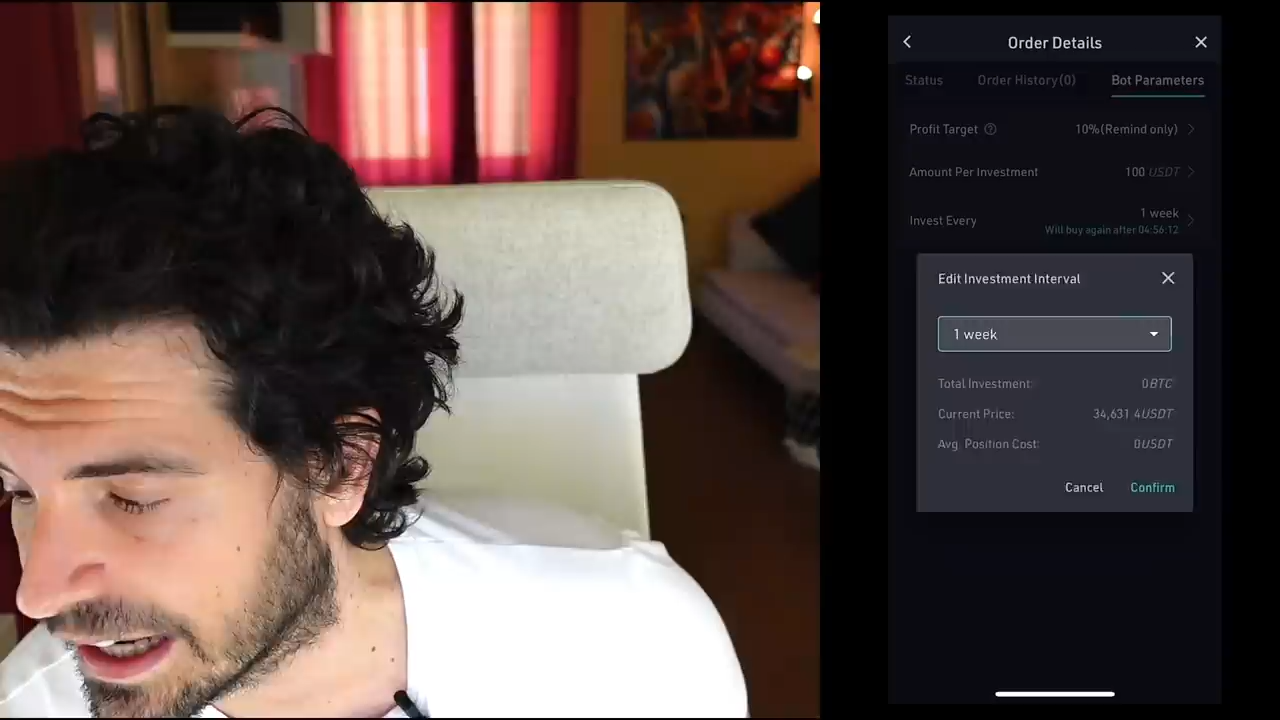 Order Details
Status Order History(0) Bot Parameters
Profit Target 10%(Remind only)
Amount Per Investment 100 USDT
Invest Every 1 week
Will buy again after 04:56:12
Edit Investment Interval
1 week
Total Investment: 0BTC
Current Price: 34,631.4USDT
Avg. Position Cost: 0USDT
Cancel Confirm